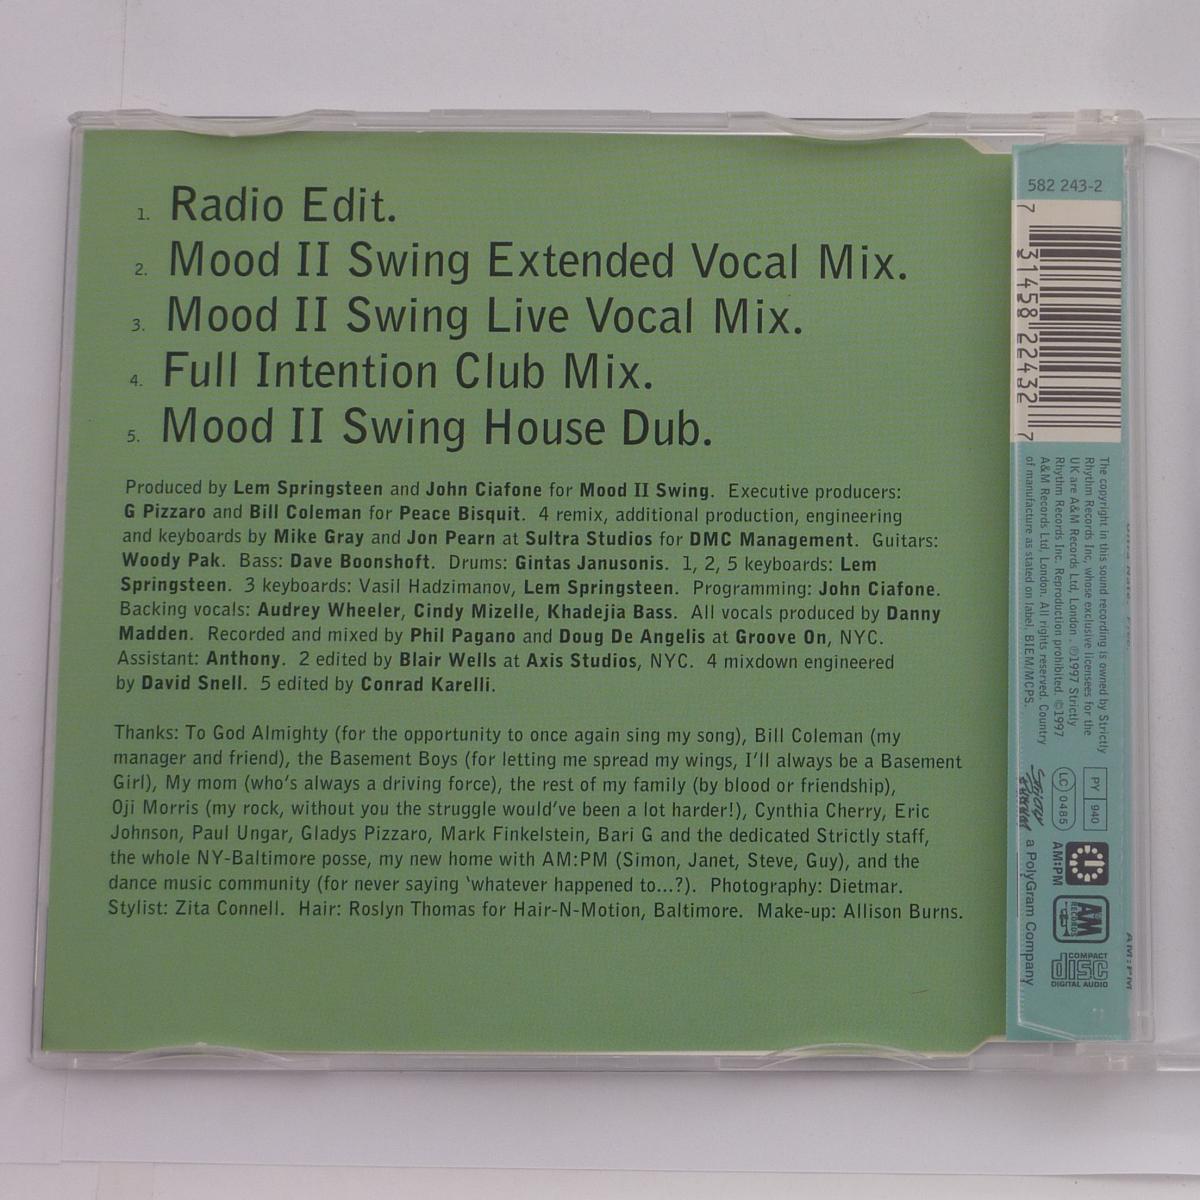 1. Radio Edit.
2. Mood II Swing Extended Vocal Mix.
3. Mood II Swing Live Vocal Mix.
4. Full Intention Club Mix.
5. Mood II Swing House Dub.
Produced by Lem Springsteen and John Ciafone for Mood II Swing. Executive producers:
G Pizzaro and Bill Coleman for Peace Bisquit. 4 remix, additional production, engineering
and keyboards by Mike Gray and Jon Pearn at Sultra Studios for DMC Management. Guitars:
Woody Pak. Bass: Dave Boonshoft. Drums: Gintas Janusonis. 1, 2, 5 keyboards: Lem
Springsteen. 3 keyboards: Vasil Hadzimanov, Lem Springsteen. Programming: John Ciafone.
Backing vocals: Audrey Wheeler, Cindy Mizelle, Khadejia Bass. All vocals produced by Danny
Madden. Recorded and mixed by Phil Pagano and Doug De Angelis at Groove On, NYC.
Assistant: Anthony. 2 edited by Blair Wells at Axis Studios, NYC. 4 mixdown engineered
by David Snell. 5 edited by Conrad Karelli.
Thanks: To God Almighty (for the opportunity to once again sing my song), Bill Coleman (my
manager and friend), the Basement Boys (for letting me spread my wings, I'll always be a Basement
Girl), My mom (who's always a driving force), the rest of my family (by blood or friendship),
Oji Morris (my rock, without you the struggle would've been a lot harder!), Cynthia Cherry, Eric
Johnson, Paul Ungar, Gladys Pizzaro, Mark Finkelstein, Bari G and the dedicated Strictly staff,
the whole NY-Baltimore posse, my new home with AM:PM (Simon, Janet, Steve, Guy), and the
dance music community (for never saying 'whatever happened to...?). Photography: Dietmar.
Stylist: Zita Connell. Hair: Roslyn Thomas for Hair-N-Motion, Baltimore. Make-up: Allison Burns.
582 243-2
7 31458 22432 7
The copyright in this sound recording is owned by Strictly
Rhythm Records Inc, whose exclusive licensees for the
UK are A&M Records Ltd, London. ℗1997 Strictly
Rhythm Records Inc. Reproduction prohibited. ©1997
A&M Records Ltd, London. All rights reserved. Country
of manufacture as stated on label. BIEM/MCPS.
PY 940
LC 0485
Strictly Rhythm
AM:PM
A&M RECORDS
a PolyGram Company
COMPACT
disc
DIGITAL AUDIO
AM:PM